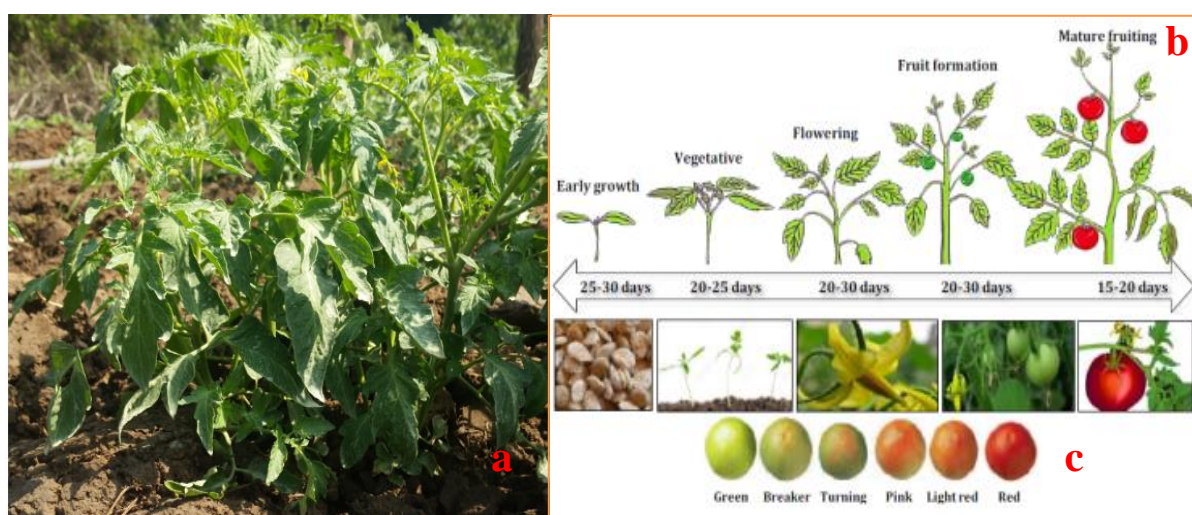 a
b
Mature fruiting
Fruit formation
Flowering
Vegetative
Early growth
25-30 days 20-25 days 20-30 days 20-30 days 15-20 days
c
Green Breaker Turning Pink Light red Red